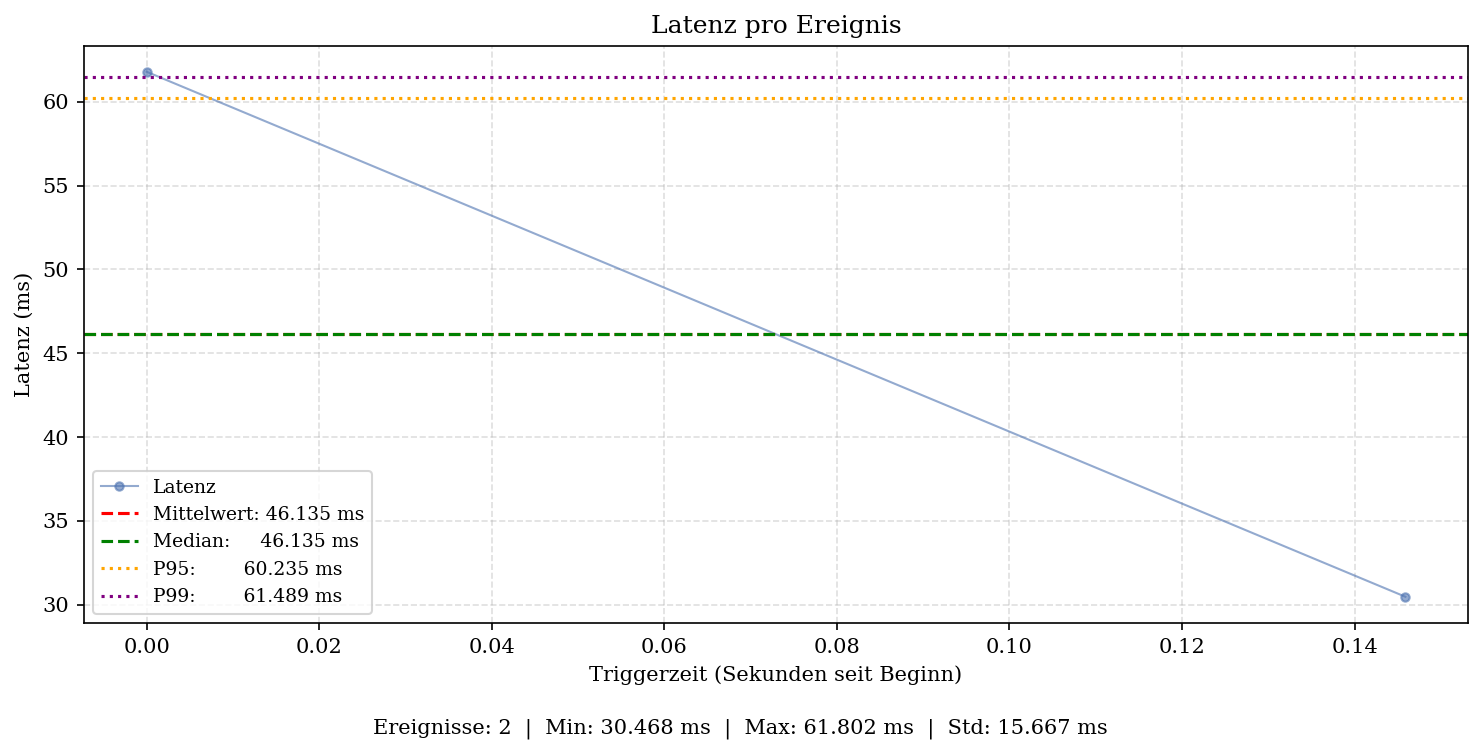 Latenz pro Ereignis
Latenz (ms)
60
55
50
45
40
35
30
Latenz
Mittelwert: 46.135 ms
Median: 46.135 ms
P95: 60.235 ms
P99: 61.489 ms
0.00 0.02 0.04 0.06 0.08 0.10 0.12 0.14
Triggerzeit (Sekunden seit Beginn)
Ereignisse: 2 | Min: 30.468 ms | Max: 61.802 ms | Std: 15.667 ms